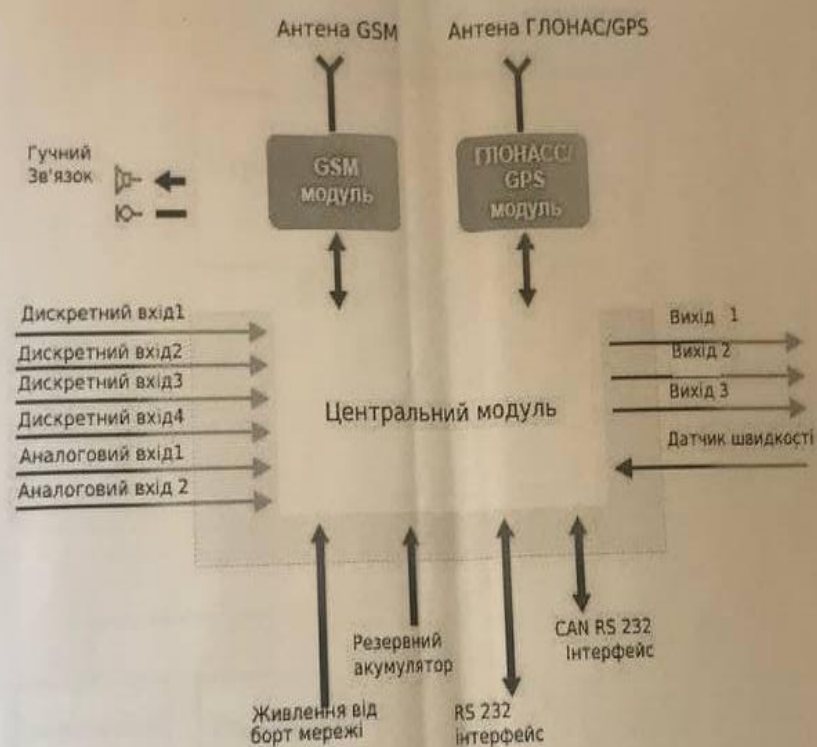 Антена GSM
Антена ГЛОНАС/GPS
Гучний
Зв'язок
GSM
модуль
ГЛОНАСС/
GPS
модуль
Дискретний вхід1
Дискретний вхід2
Дискретний вхід3
Дискретний вхід4
Аналоговий вхід1
Аналоговий вхід 2
Центральний модуль
Вихід 1
Вихід 2
Вихід 3
Датчик швидкості
Резервний
акумулятор
CAN RS 232
Інтерфейс
Живлення від
борт мережі
RS 232
інтерфейс